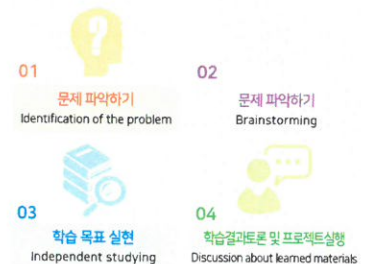 01
문제 파악하기
Identification of the problem
02
문제 파악하기
Brainstorming
03
학습 목표 실현
Independent studying
04
학습결과토론 및 프로젝트실행
Discussion about learned materials